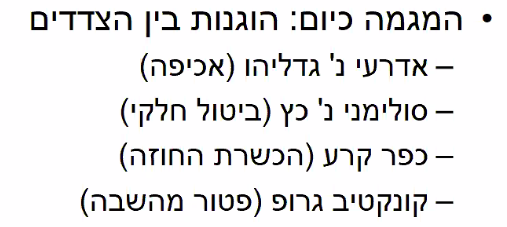 • המגמה כיום: הוגנות בין הצדדים
– אדרעי נ' גדליהו (אכיפה)
– סולימני נ' כץ (ביטול חלקי)
– כפר קרע (הכשרת החוזה)
– קונקטיב גרופ (פטור מהשבה)